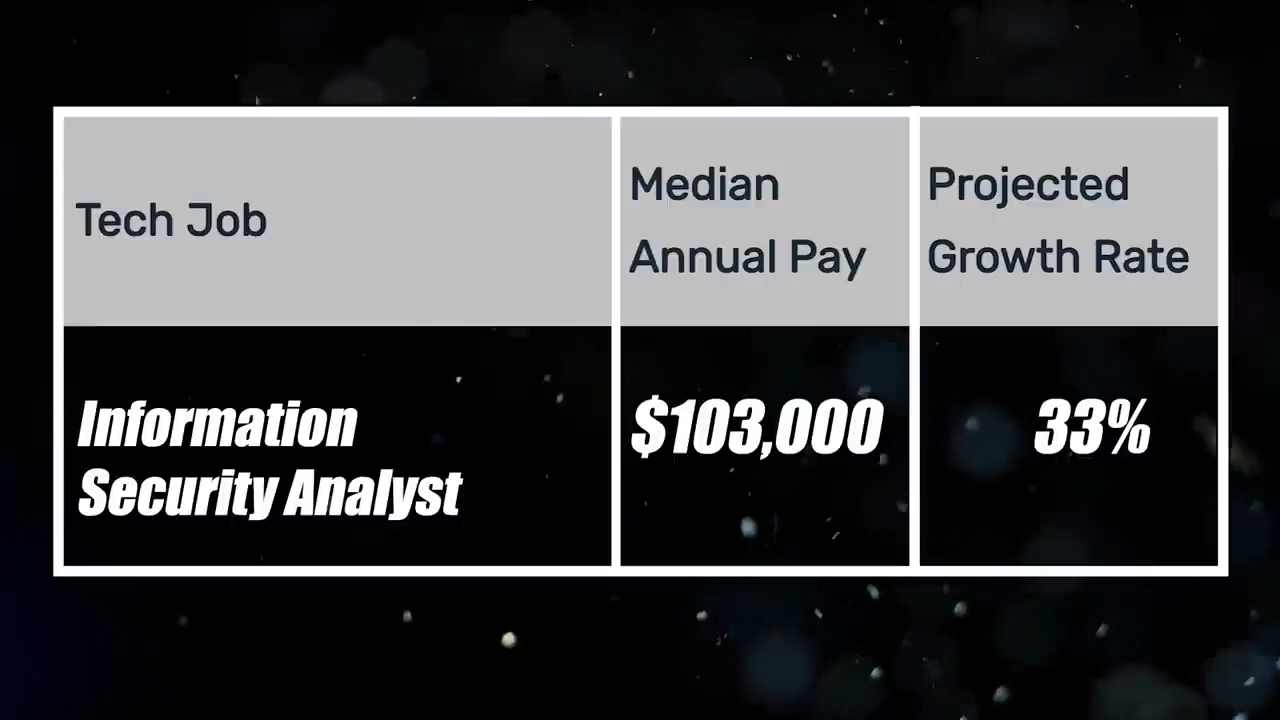 Tech Job
Median
Annual Pay
Projected
Growth Rate
Information
Security Analyst
$103,000
33%